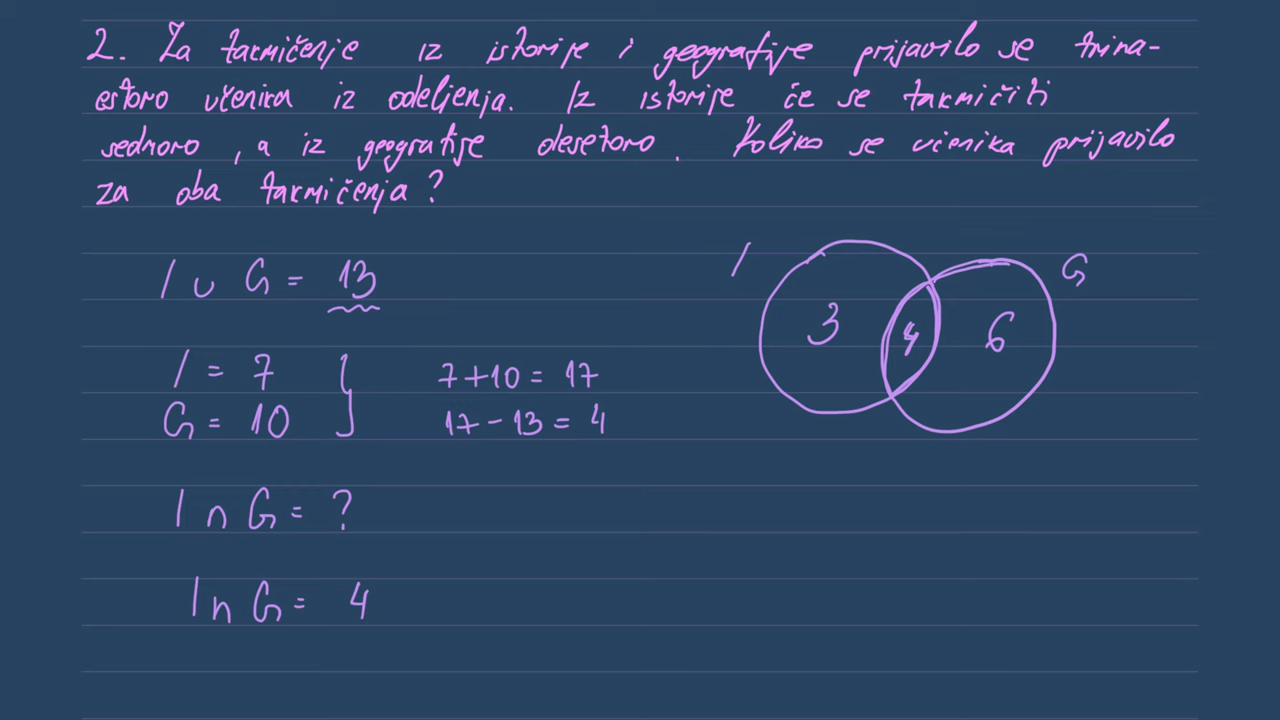 2. Za takmičenje iz istorije i geografije prijavilo se trina-
estoro učenika iz odeljenja. Iz istorije će se takmičiti
sedmoro, a iz geografije desetoro. Koliko se učenika prijavilo
za oba takmičenja?
I ∪ G = 13
I G
3 4 6
I = 7 } 7+10 = 17
G = 10 17-13 = 4
I ∩ G = ?
I ∩ G = 4